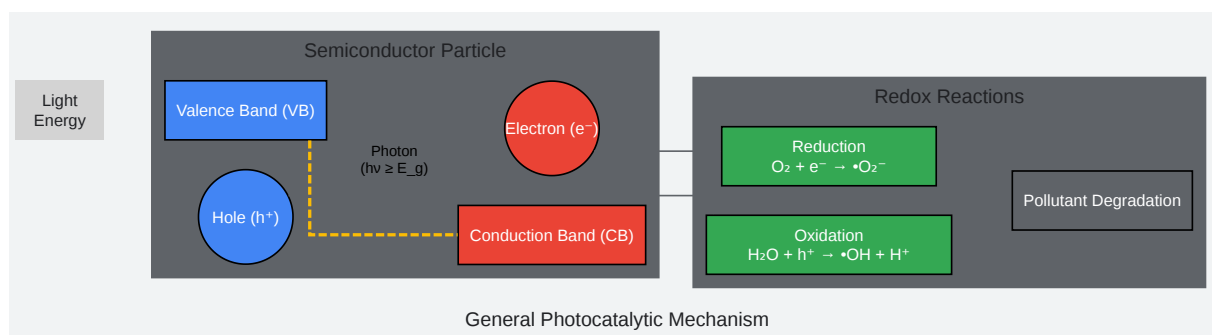 Semiconductor Particle
Light
Energy
Valence Band (VB)
Electron (e⁻)
Photon
(hν ≥ E_g)
Hole (h⁺)
Conduction Band (CB)
Redox Reactions
Reduction
O₂ + e⁻ → •O₂⁻
Pollutant Degradation
Oxidation
H₂O + h⁺ → •OH + H⁺
General Photocatalytic Mechanism